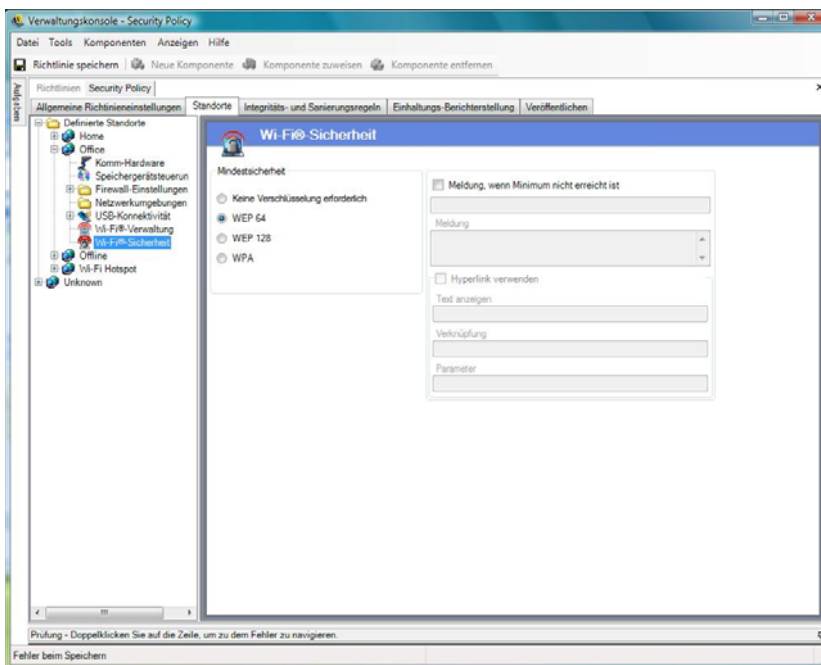 Verwaltungskonsole - Security Policy
Datei Tools Komponenten Anzeigen Hilfe
Richtlinie speichern Neue Komponente Komponente zuweisen Komponente entfernen
Aufgaben
Richtlinien Security Policy
Allgemeine Richtlinieneinstellungen Standorte Integritäts- und Sanierungsregeln Einhaltungs-Berichterstellung Veröffentlichen
Definierte Standorte
Home
Office
Komm-Hardware
Speichergerätsteuerun
Firewall-Einstellungen
Netzwerkumgebungen
USB-Konnektivität
Wi-Fi®-Verwaltung
Wi-Fi®-Sicherheit
Offline
Wi-Fi Hotspot
Unknown
Wi-Fi®-Sicherheit
Mindestsicherheit
Keine Verschlüsselung erforderlich
WEP 64
WEP 128
WPA
Meldung, wenn Minimum nicht erreicht ist
Meldung
Hyperlink verwenden
Text anzeigen
Verknüpfung
Parameter
Prüfung - Doppelklicken Sie auf die Zeile, um zu dem Fehler zu navigieren.
Fehler beim Speichern